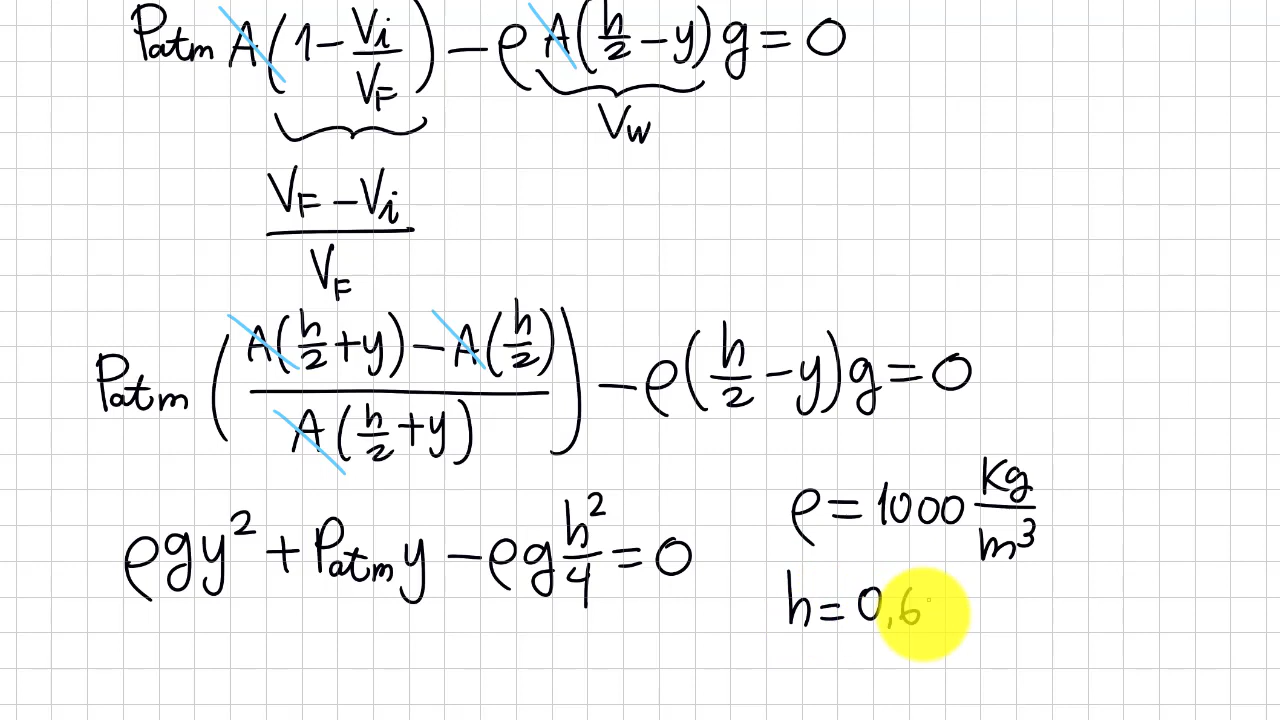 Patm A(1 - Vi/VF) - ρA(h/2 - y)g = 0
Vw
VF - Vi
VF
Patm (A(h/2 + y) - A(h/2) / A(h/2 + y)) - ρ(h/2 - y)g = 0
ρgy² + Patm y - ρg h²/4 = 0
ρ = 1000 Kg/m³
h = 0,6